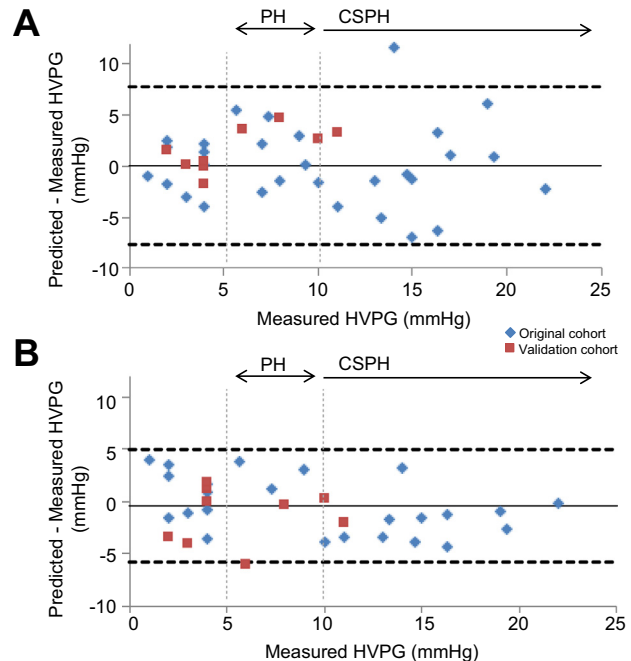 A
PH
CSPH
Predicted - Measured HVPG
(mmHg)
10
5
0
-5
-10
0
5
10
15
20
25
Measured HVPG (mmHg)
Original cohort
Validation cohort
B
PH
CSPH
Predicted - Measured HVPG
(mmHg)
10
5
0
-5
-10
0
5
10
15
20
25
Measured HVPG (mmHg)